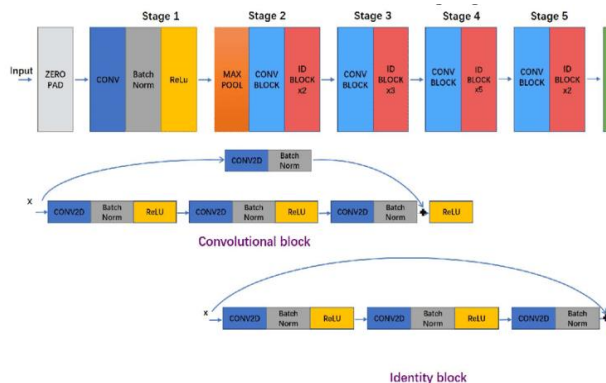 Stage 1 Stage 2 Stage 3 Stage 4 Stage 5
Input
ZERO
PAD
CONV
Batch
Norm
ReLu
MAX
POOL
CONV
BLOCK
ID
BLOCK
x2
CONV
BLOCK
ID
BLOCK
x3
CONV
BLOCK
ID
BLOCK
x5
CONV
BLOCK
ID
BLOCK
x2
CONV2D
Batch
Norm
x
CONV2D
Batch
Norm
ReLU
CONV2D
Batch
Norm
ReLU
CONV2D
Batch
Norm
+
ReLU
Convolutional block
x
CONV2D
Batch
Norm
ReLU
CONV2D
Batch
Norm
ReLU
CONV2D
Batch
Norm
+
Identity block